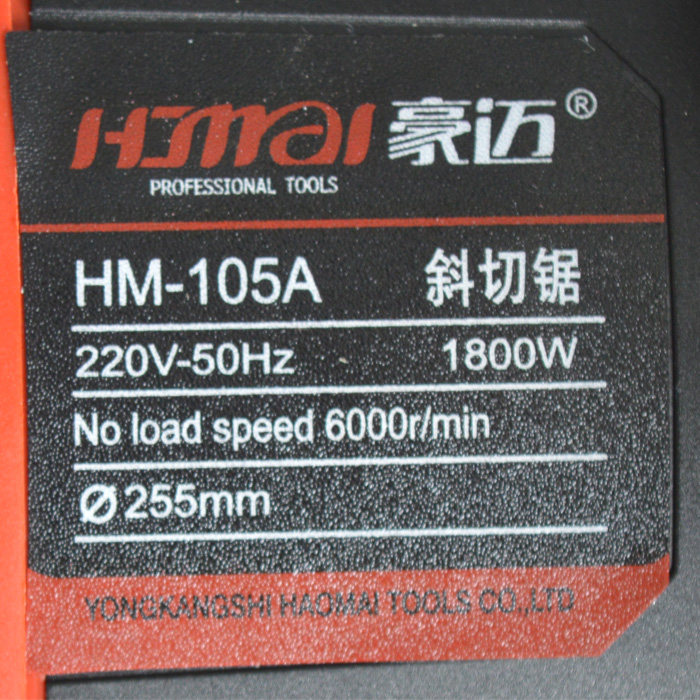 HJMAI 豪迈®
PROFESSIONAL TOOLS
HM-105A 斜切锯
220V-50Hz 1800W
No load speed 6000r/min
Ø255mm
YONGKANGSHI HAOMAI TOOLS CO.,LTD